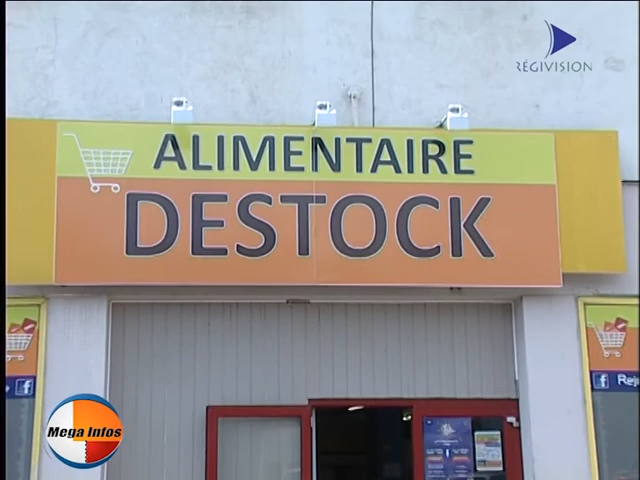 RÉGIVISION
ALIMENTAIRE
DESTOCK
Rej
Mega Infos